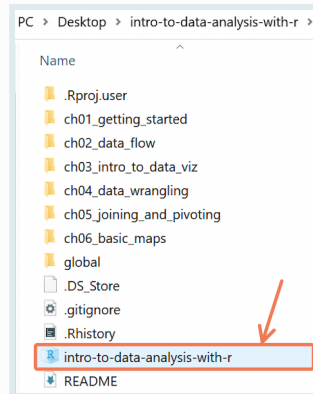 PC > Desktop > intro-to-data-analysis-with-r >
Name
.Rproj.user
ch01_getting_started
ch02_data_flow
ch03_intro_to_data_viz
ch04_data_wrangling
ch05_joining_and_pivoting
ch06_basic_maps
global
.DS_Store
.gitignore
.Rhistory
intro-to-data-analysis-with-r
README